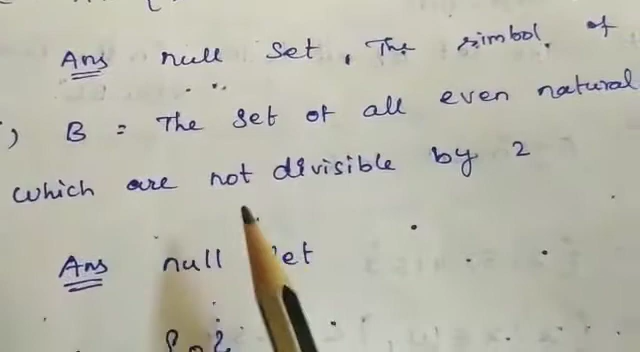 Ans null set. The simbol of
) B = The set of all even natural
which are not divisible by 2
Ans null set